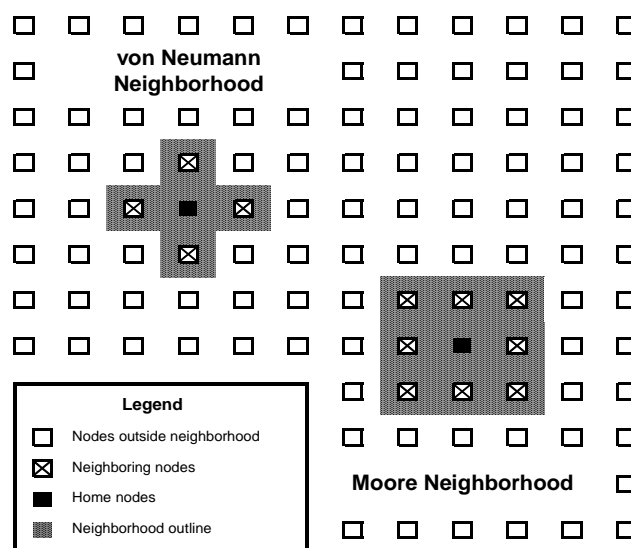 von Neumann
Neighborhood
Legend
Nodes outside neighborhood
Neighboring nodes
Home nodes
Neighborhood outline
Moore Neighborhood